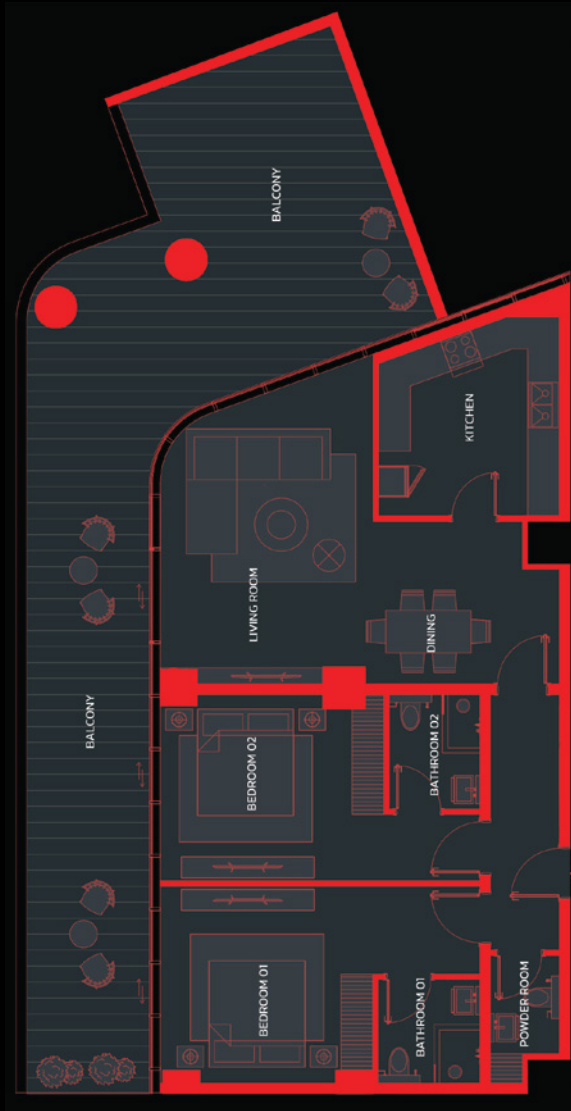 BALCONY
KITCHEN
LIVING ROOM
DINING
BALCONY
BEDROOM 02
BATHROOM 02
BEDROOM 01
BATHROOM 01
POWDER ROOM